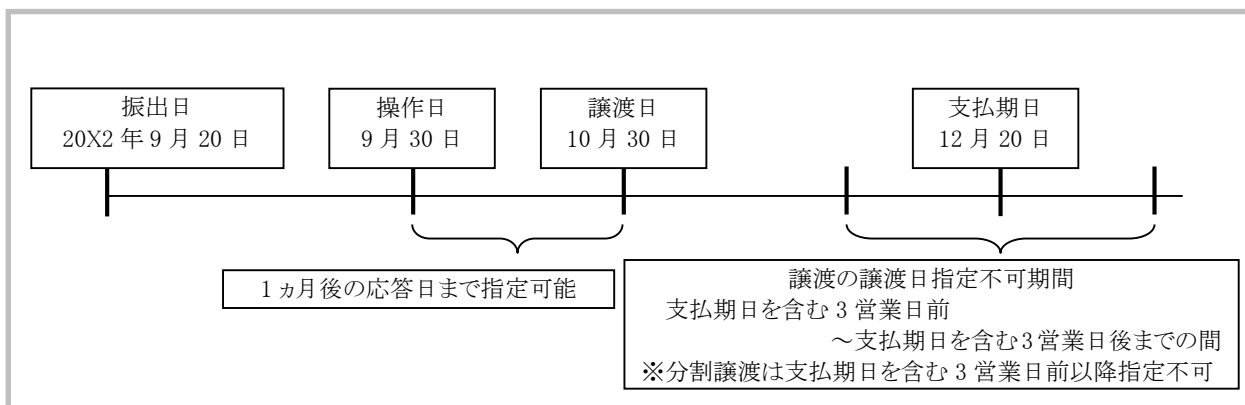 振出日
20X2 年 9 月 20 日
操作日
9 月 30 日
譲渡日
10 月 30 日
支払期日
12 月 20 日
1ヵ月後の応答日まで指定可能
譲渡の譲渡日指定不可期間
支払期日を含む 3 営業日前
～支払期日を含む3営業日後までの間
※分割譲渡は支払期日を含む 3 営業日前以降指定不可